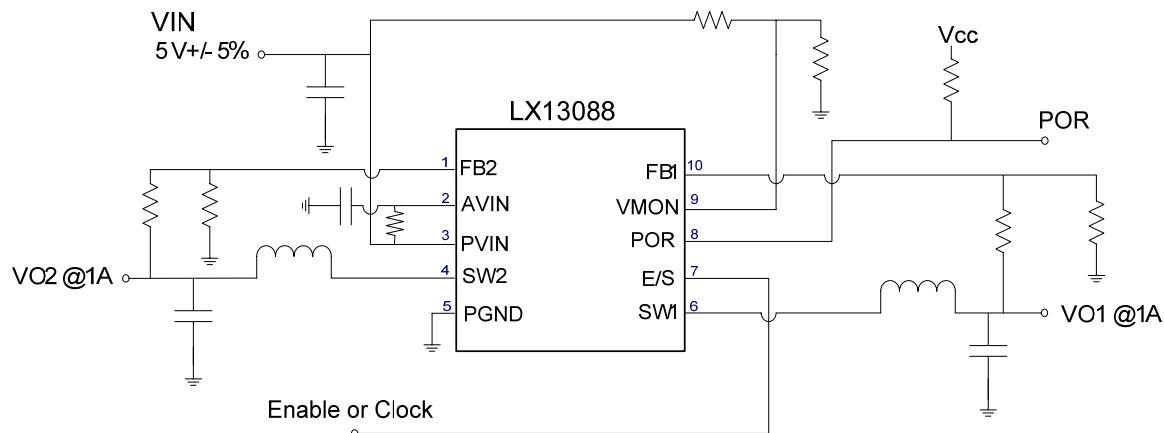 VIN
5V+/- 5%
LX13088
Vcc
POR
1 FB2
2 AVIN
3 PVIN
4 SW2
5 PGND
FB1 10
VMON 9
POR 8
E/S 7
SW1 6
VO2 @1A
VO1 @1A
Enable or Clock